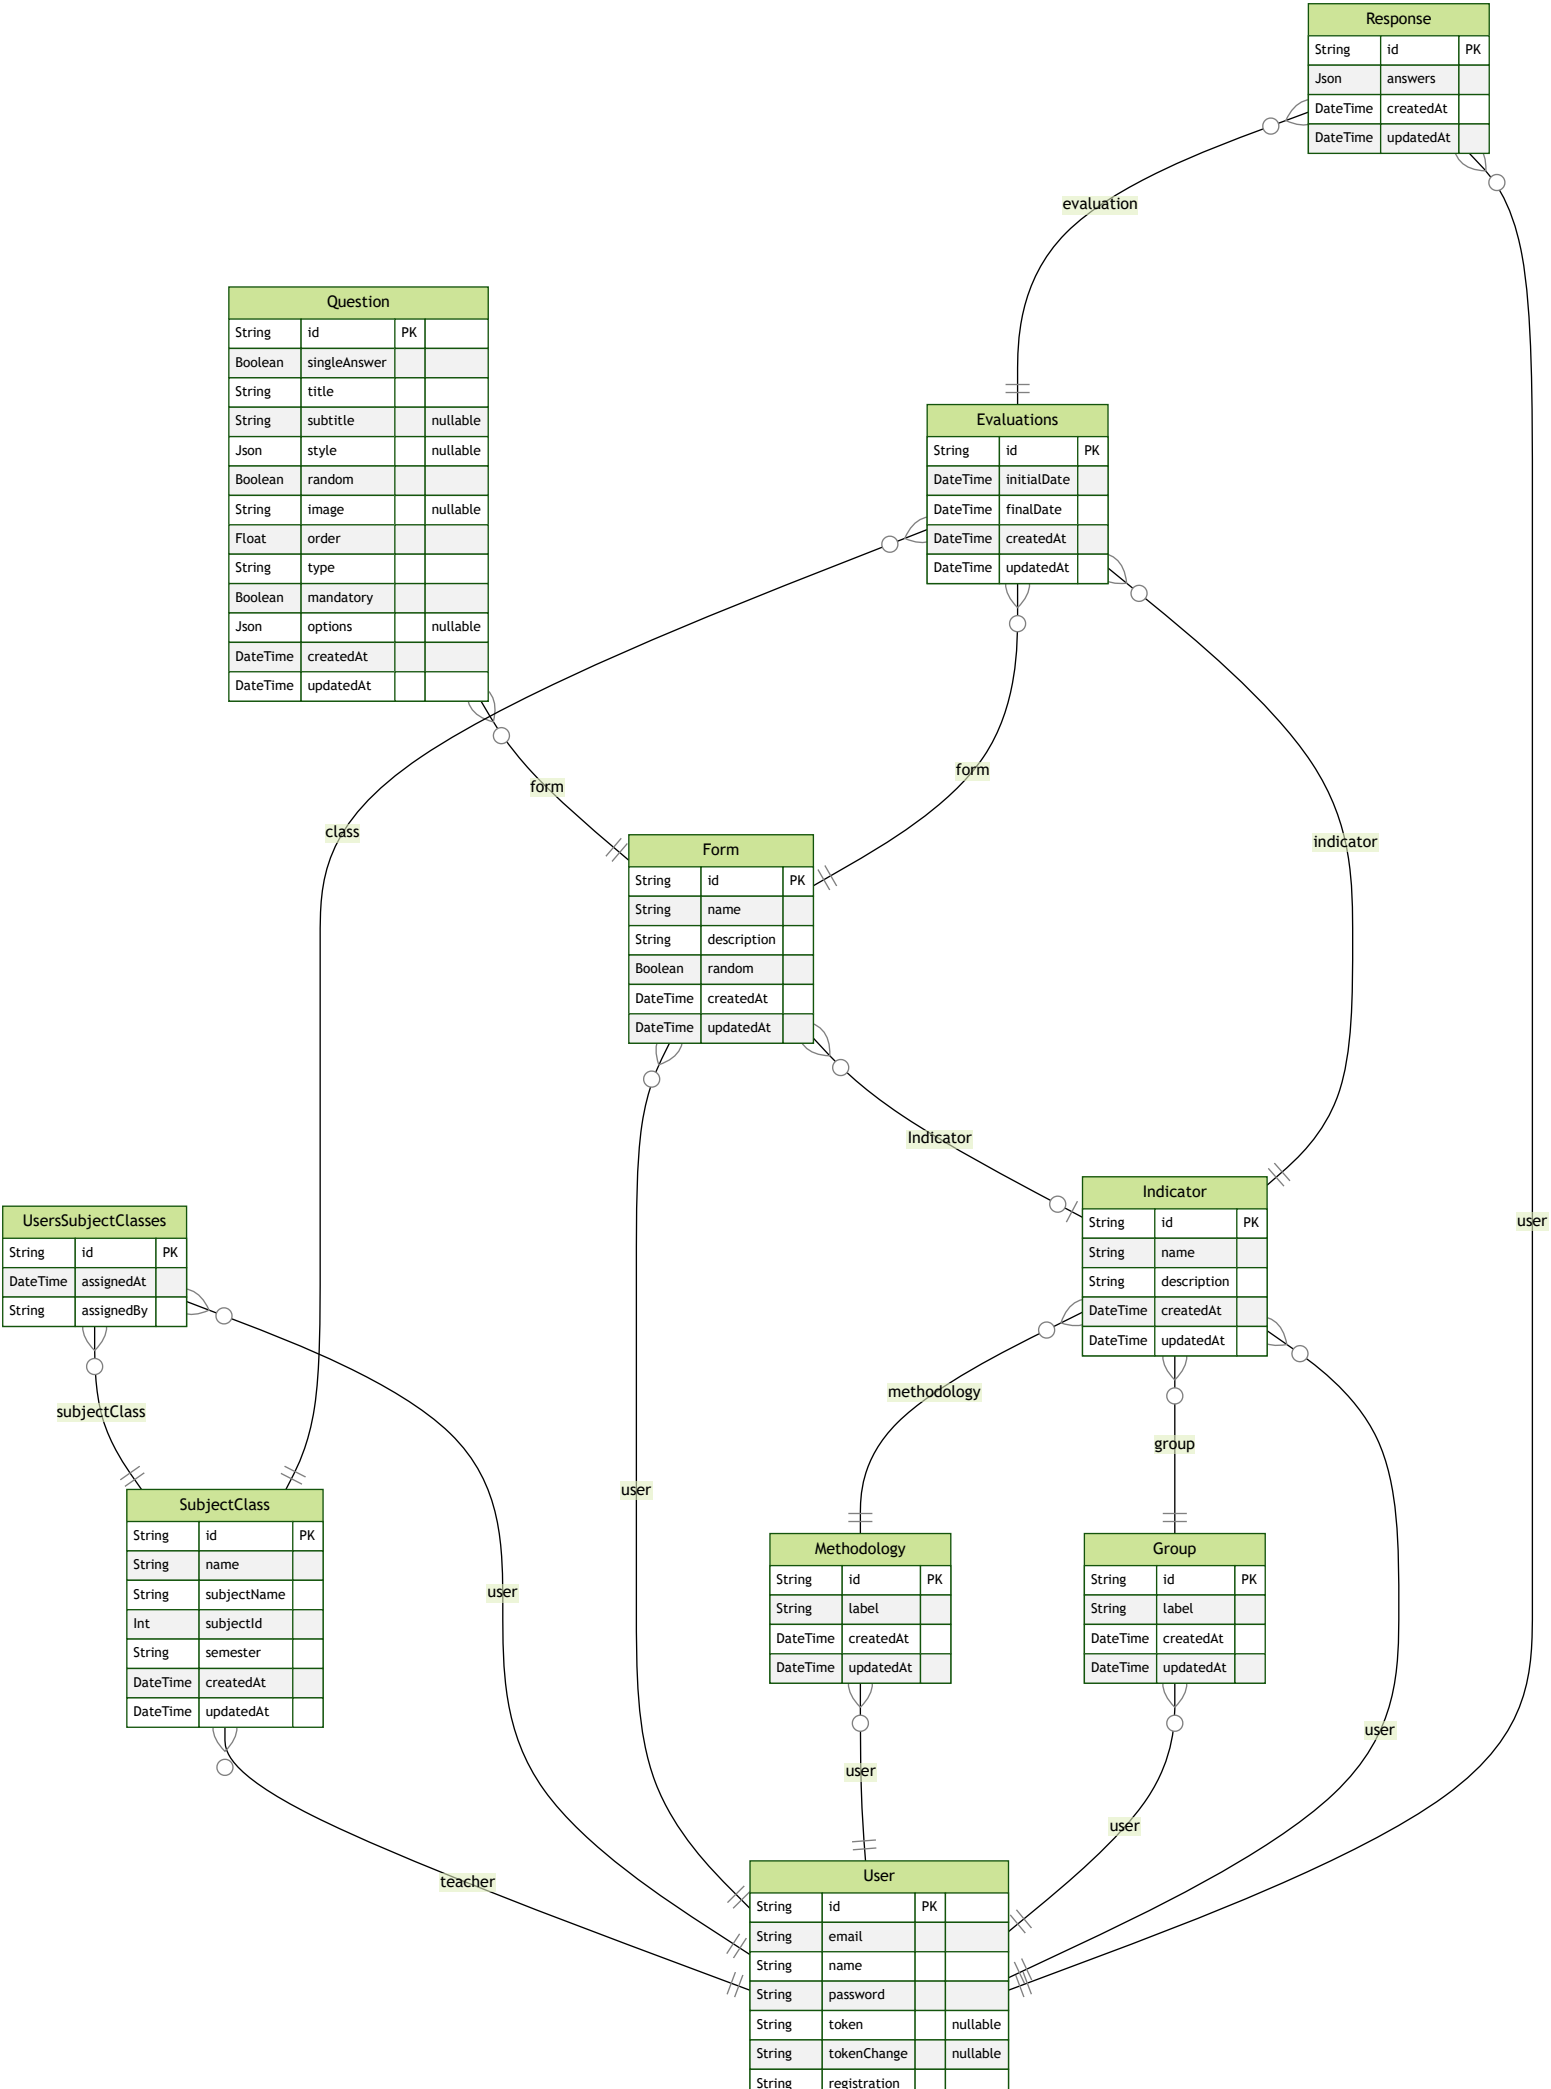 Response
String id PK
Json answers
DateTime createdAt
DateTime updatedAt
evaluation
Question
String id PK
Boolean singleAnswer
String title
String subtitle nullable
Json style nullable
Boolean random
String image nullable
Float order
String type
Boolean mandatory
Json options nullable
DateTime createdAt
DateTime updatedAt
Evaluations
String id PK
DateTime initialDate
DateTime finalDate
DateTime createdAt
DateTime updatedAt
form
form
class
indicator
Form
String id PK
String name
String description
Boolean random
DateTime createdAt
DateTime updatedAt
Indicator
Indicator
String id PK
String name
String description
DateTime createdAt
DateTime updatedAt
user
UsersSubjectClasses
String id PK
DateTime assignedAt
String assignedBy
subjectClass
methodology
group
user
SubjectClass
String id PK
String name
String subjectName
Int subjectId
String semester
DateTime createdAt
DateTime updatedAt
user
Methodology
String id PK
String label
DateTime createdAt
DateTime updatedAt
Group
String id PK
String label
DateTime createdAt
DateTime updatedAt
user
user
user
teacher
User
String id PK
String email
String name
String password
String token nullable
String tokenChange nullable
String registration